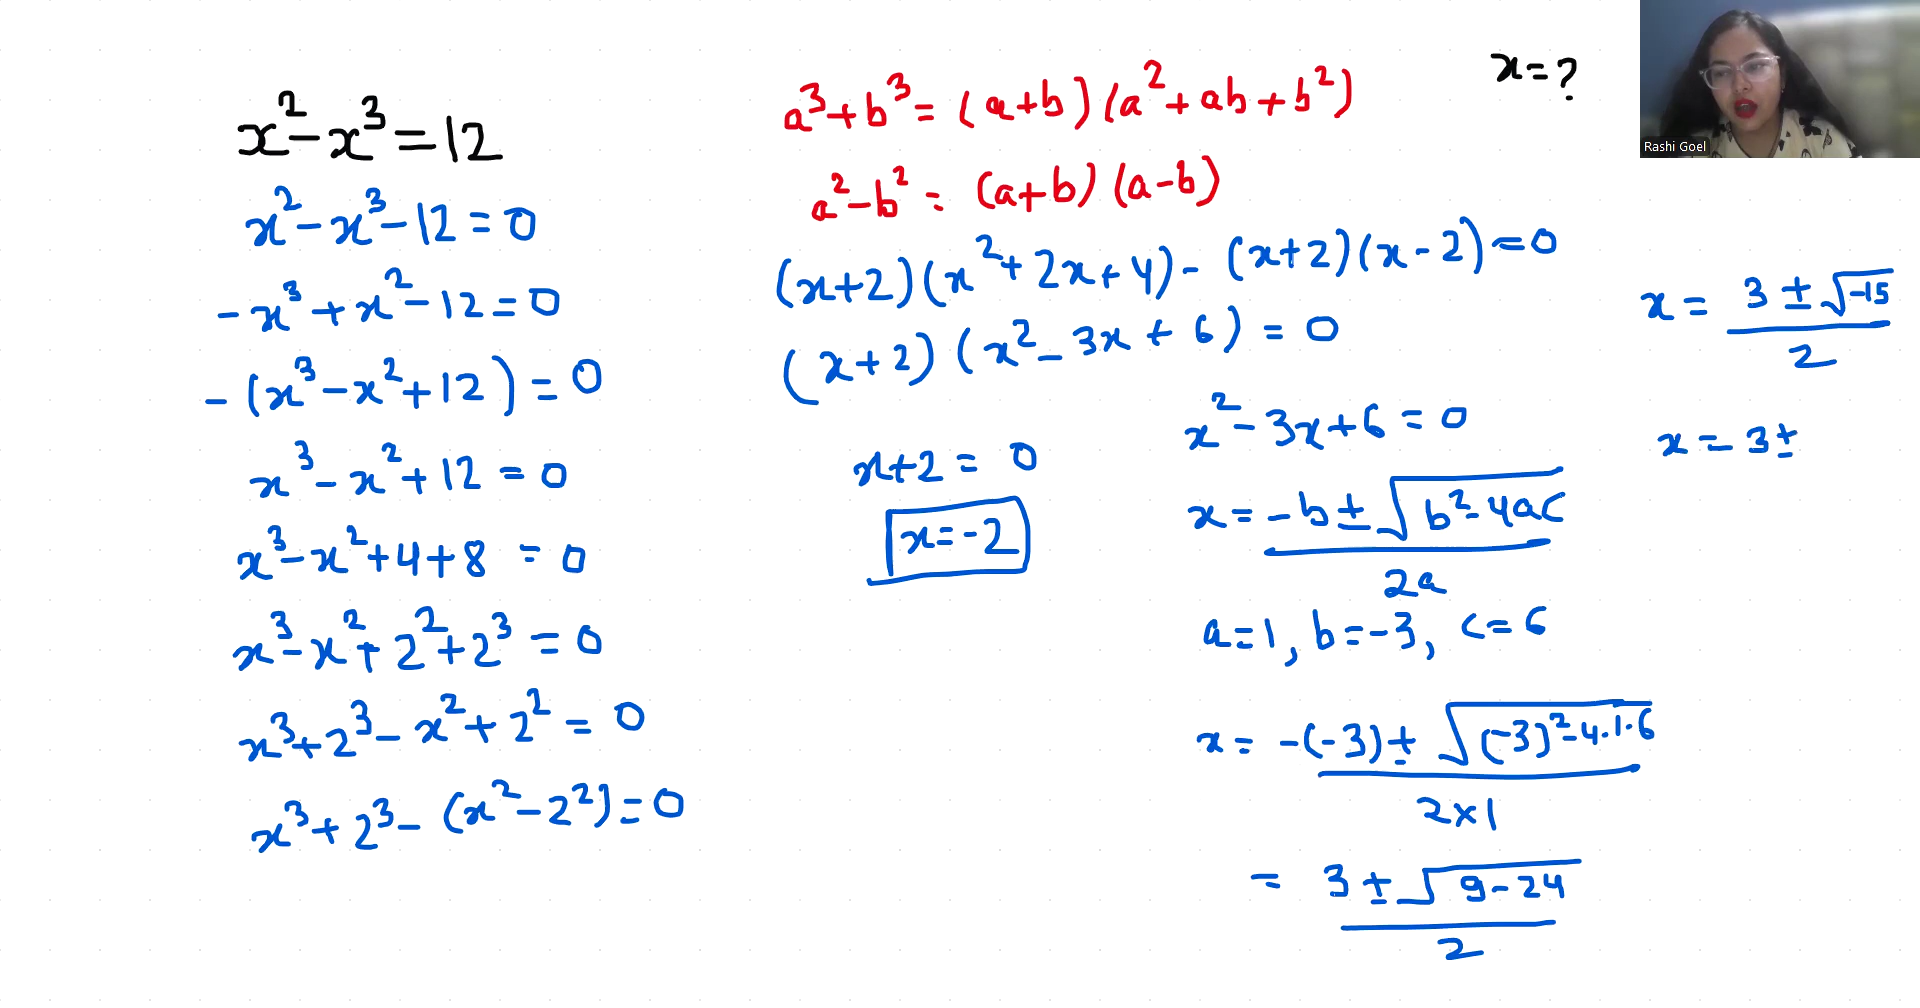 x² - x³ = 12
x² - x³ - 12 = 0
- x³ + x² - 12 = 0
- (x³ - x² + 12) = 0
x³ - x² + 12 = 0
x³ - x² + 4 + 8 = 0
x³ - x² + 2² + 2³ = 0
x³ + 2³ - x² + 2² = 0
x³ + 2³ - (x² - 2²) = 0
a³ + b³ = (a + b) (a² + ab + b²)
a² - b² = (a + b) (a - b)
(x + 2) (x² + 2x + 4) - (x + 2) (x - 2) = 0
(x + 2) (x² - 3x + 6) = 0
x + 2 = 0
x = -2
x² - 3x + 6 = 0
x = -b ± √b² - 4ac / 2a
a = 1, b = -3, c = 6
x = -(-3) ± √(-3)² - 4.1.6 / 2 × 1
= 3 ± √9 - 24 / 2
x = ?
x = 3 ± √-15 / 2
x = 3 ±
Rashi Goel